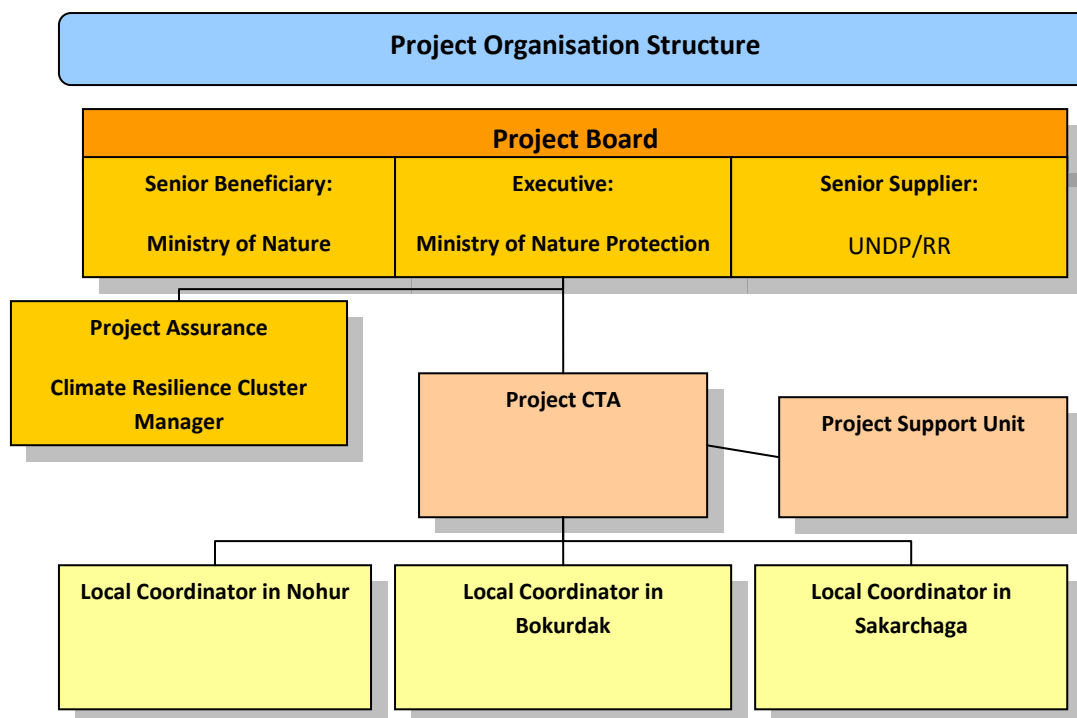 Project Organisation Structure
Project Board
Senior Beneficiary:
Ministry of Nature
Executive:
Ministry of Nature Protection
Senior Supplier:
UNDP/RR
Project Assurance
Climate Resilience Cluster
Manager
Project CTA
Project Support Unit
Local Coordinator in Nohur
Local Coordinator in
Bokurdak
Local Coordinator in
Sakarchaga